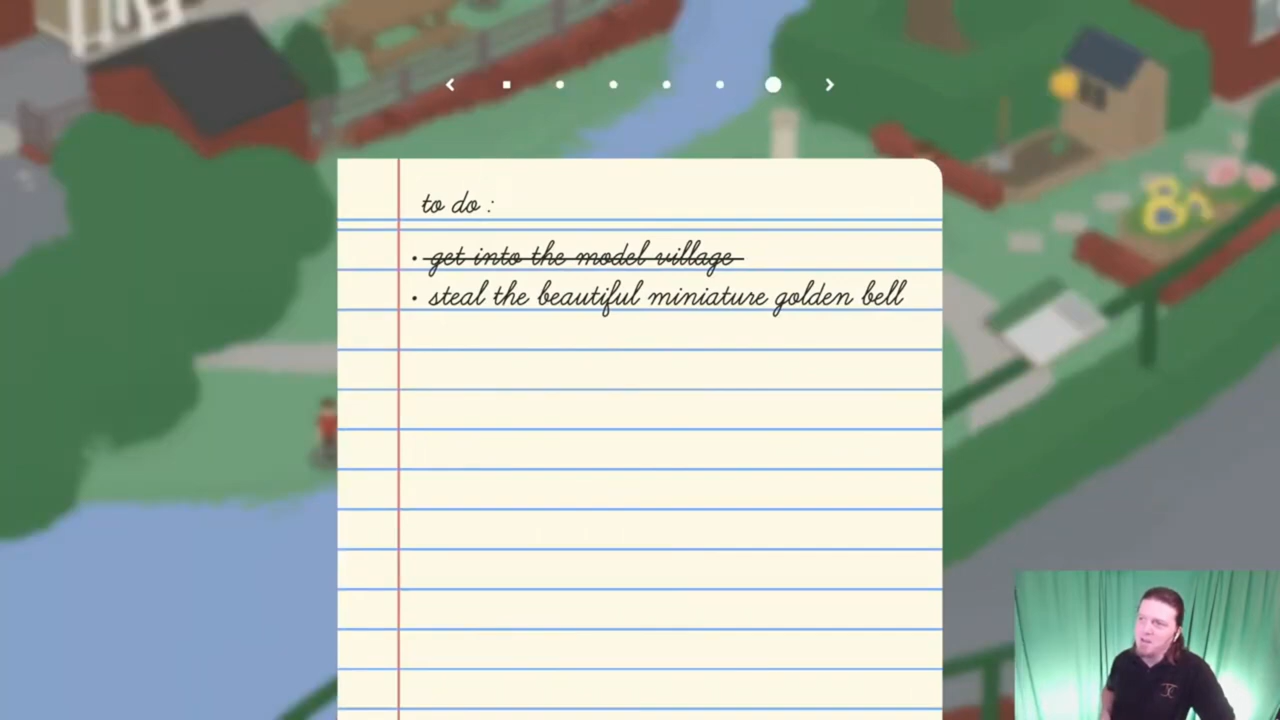 to do :
• get into the model village
• steal the beautiful miniature golden bell